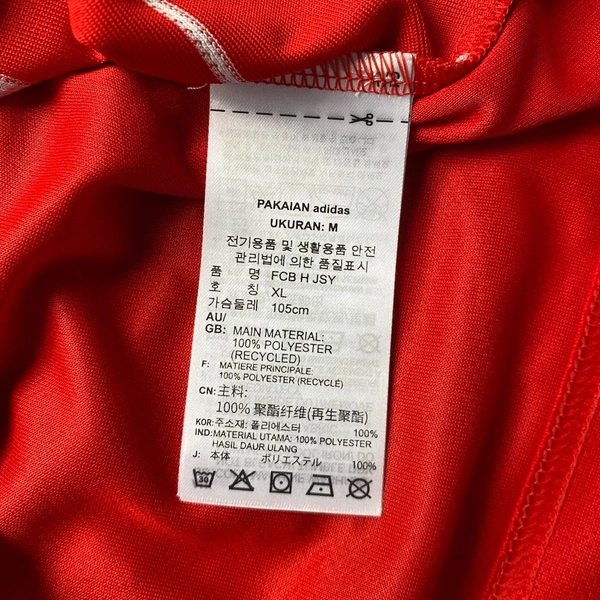 PAKAIAN adidas
UKURAN: M
전기용품 및 생활용품 안전
관리법에 의한 품질표시
품 명 FCB H JSY
호 칭 XL
가슴둘레 105cm
AU/
GB: MAIN MATERIAL:
100% POLYESTER
(RECYCLED)
F: MATIERE PRINCIPALE:
100% POLYESTER (RECYCLÉ)
CN: 主料:
100% 聚酯纤维(再生聚酯)
KOR: 주소재: 폴리에스터 100%
IND: MATERIAL UTAMA: 100% POLYESTER
HASIL DAUR ULANG
J: 本体 ポリエステル 100%
30